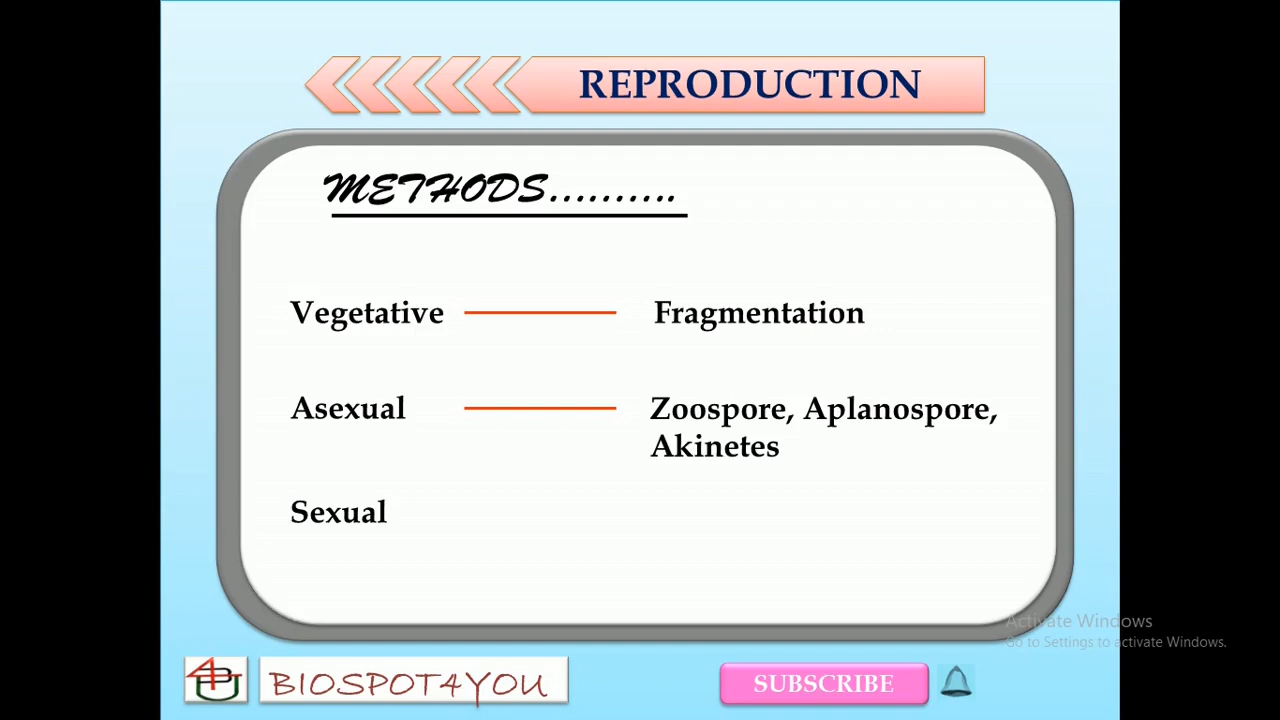 REPRODUCTION
METHODS..........
Vegetative Fragmentation
Asexual Zoospore, Aplanospore,
Akinetes
Sexual
Activate Windows
Go to Settings to activate Windows.
4BU
BIOSPOT4YOU
SUBSCRIBE